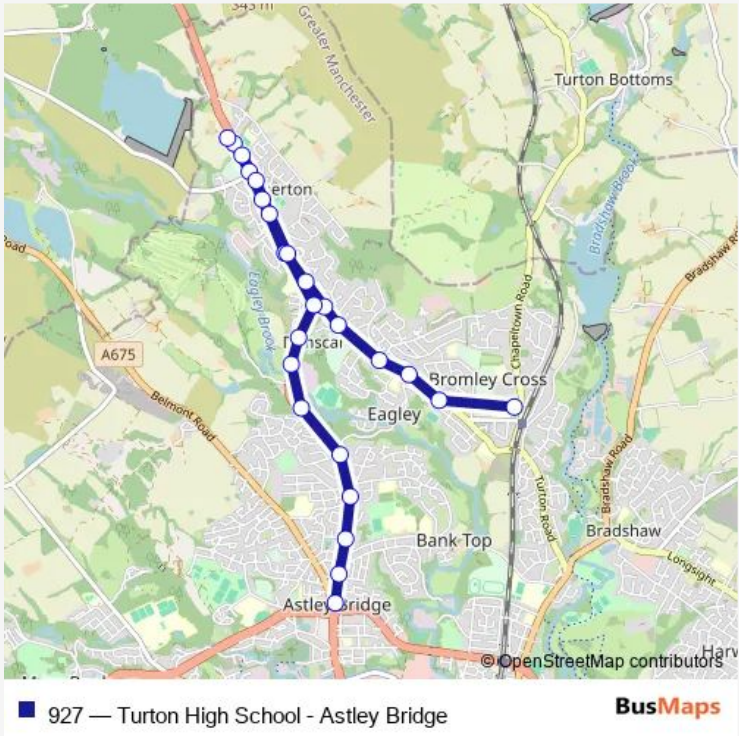 Greater Manchester
Turton Bottoms
Bradshaw Brook
erton
Road
Bradshaw Ro
Eagley Brook
Chapeltown Road
A675
Bromley Cross
Belmont Road
Eagley
Bradshaw Road
Turton Road
Bank Top
Bradshaw
Longsight
Astley Bridge
Harw
© OpenStreetMap contributors
927 — Turton High School - Astley Bridge
BusMaps